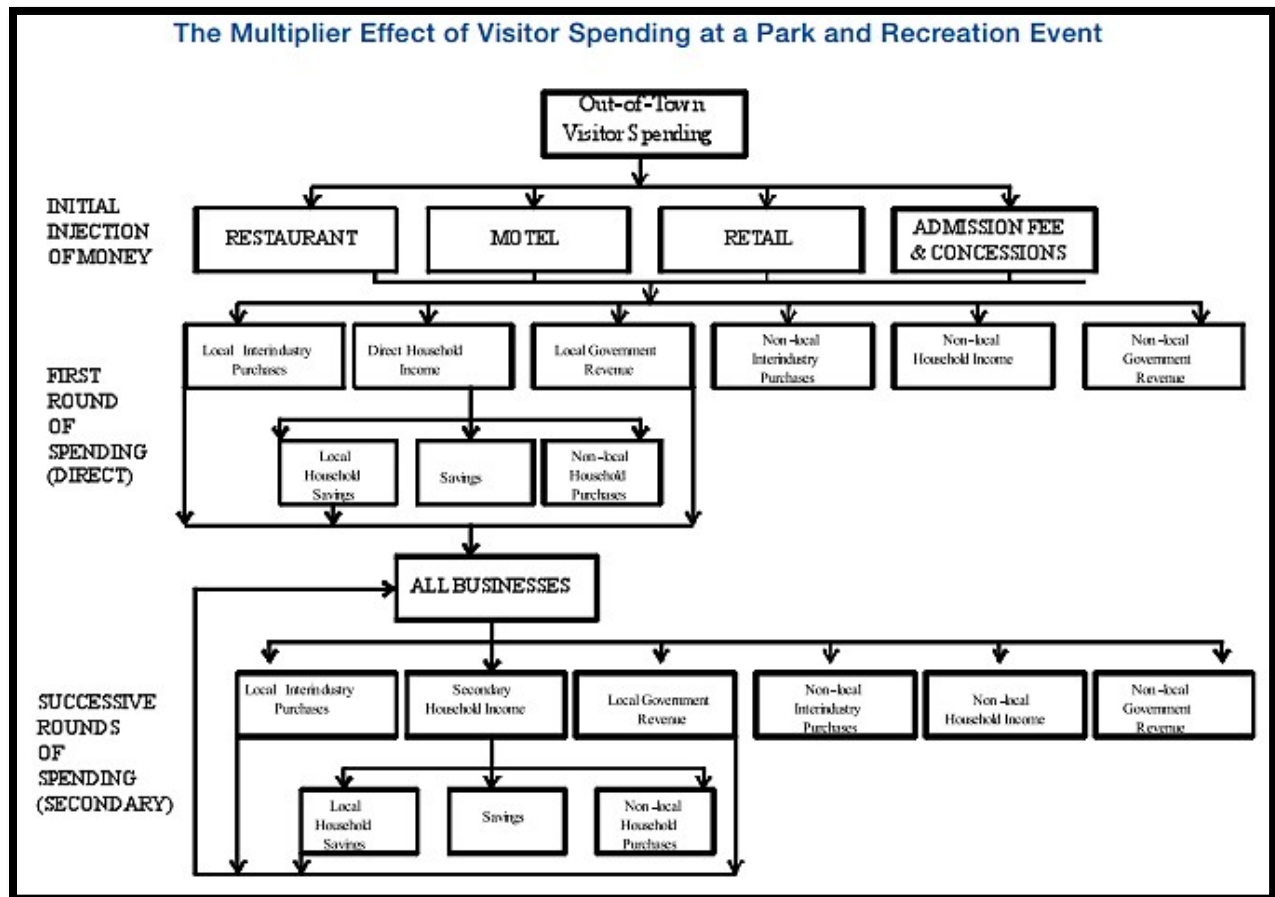 The Multiplier Effect of Visitor Spending at a Park and Recreation Event
Out-of-Town
Visitor Spending
INITIAL
INJECTION
OF MONEY
RESTAURANT
MOTEL
RETAIL
ADMISSION FEE
& CONCESSIONS
FIRST
ROUND
OF
SPENDING
(DIRECT)
Local Interindustry
Purchases
Direct Household
Income
Local Government
Revenue
Non-local
Interindustry
Purchases
Non-local
Household Income
Non-local
Government
Revenue
Local
Household
Savings
Savings
Non-local
Household
Purchases
ALL BUSINESSES
SUCCESSIVE
ROUNDS
OF
SPENDING
(SECONDARY)
Local Interindustry
Purchases
Secondary
Household Income
Local Government
Revenue
Non-local
Interindustry
Purchases
Non-local
Household Income
Non-local
Government
Revenue
Local
Household
Savings
Savings
Non-local
Household
Purchases